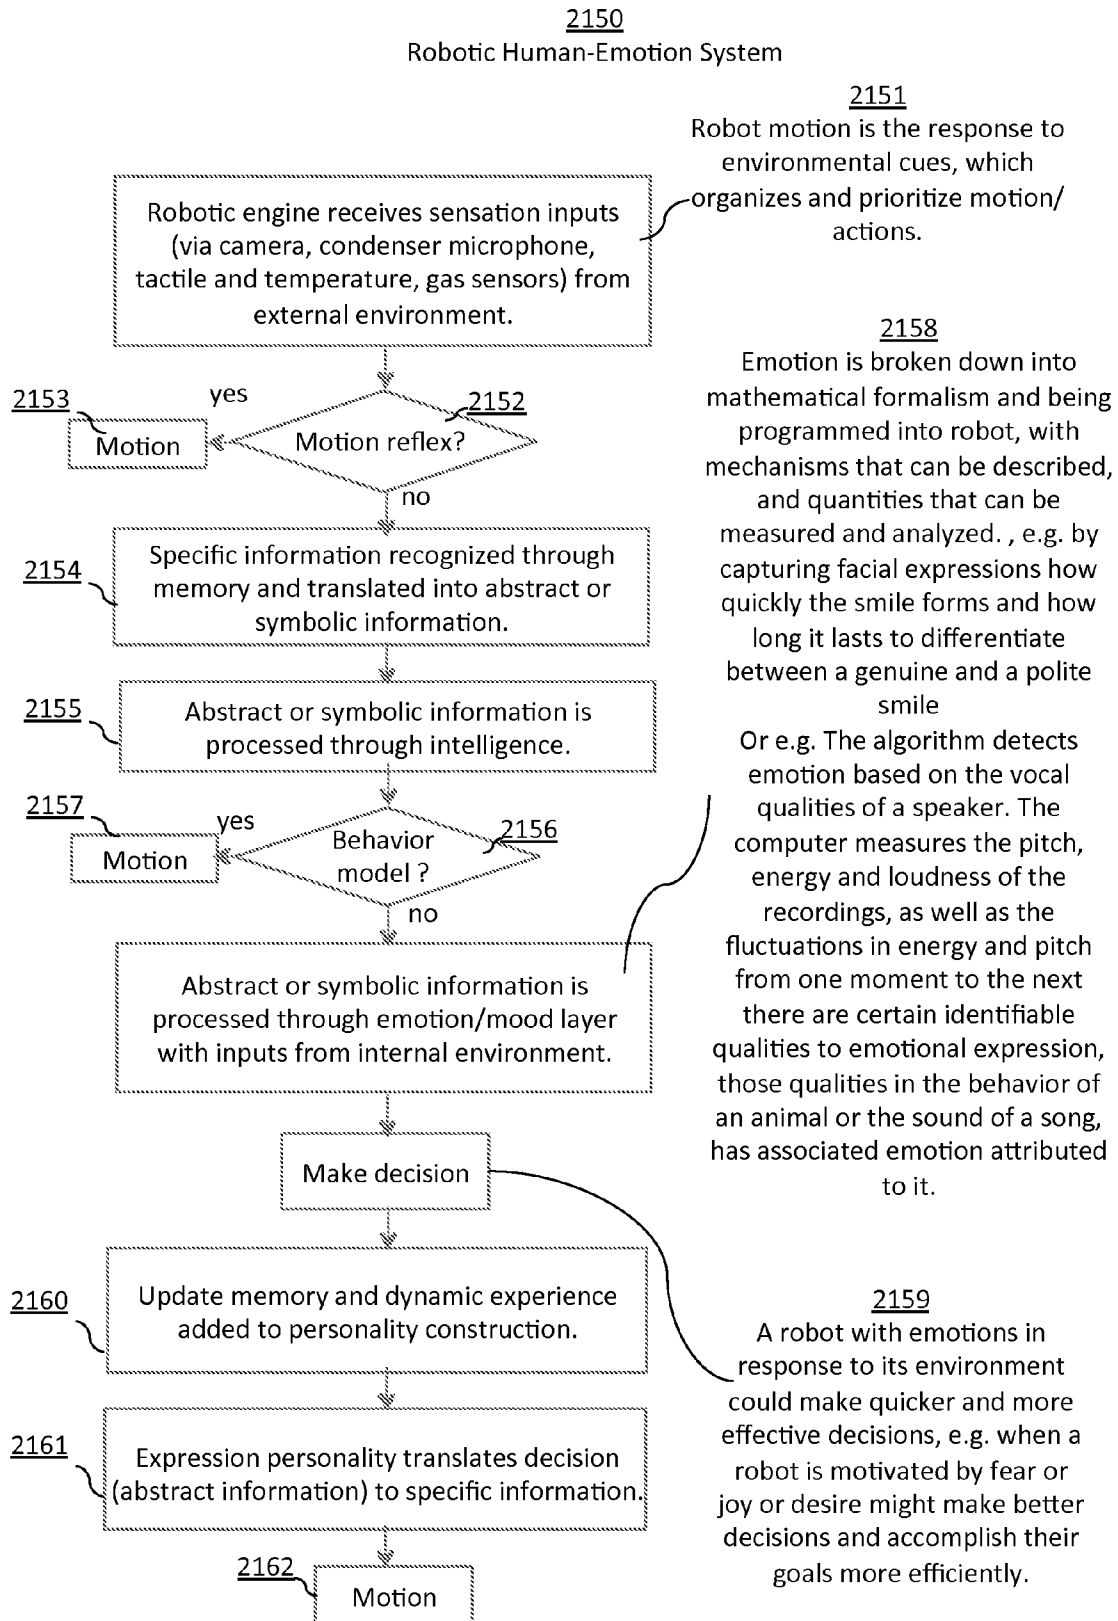 2150
Robotic Human-Emotion System
2151
Robot motion is the response to
environmental cues, which
organizes and prioritize motion/
actions.
Robotic engine receives sensation inputs
(via camera, condenser microphone,
tactile and temperature, gas sensors) from
external environment.
2158
Emotion is broken down into
mathematical formalism and being
programmed into robot, with
mechanisms that can be described,
and quantities that can be
measured and analyzed. , e.g. by
capturing facial expressions how
quickly the smile forms and how
long it lasts to differentiate
between a genuine and a polite
smile
Or e.g. The algorithm detects
emotion based on the vocal
qualities of a speaker. The
computer measures the pitch,
energy and loudness of the
recordings, as well as the
fluctuations in energy and pitch
from one moment to the next
there are certain identifiable
qualities to emotional expression,
those qualities in the behavior of
an animal or the sound of a song,
has associated emotion attributed
to it.
2153
yes
2152
Motion
Motion reflex?
no
2154
Specific information recognized through
memory and translated into abstract or
symbolic information.
2155
Abstract or symbolic information is
processed through intelligence.
2157
yes
2156
Motion
Behavior
model ?
no
Abstract or symbolic information is
processed through emotion/mood layer
with inputs from internal environment.
Make decision
2160
Update memory and dynamic experience
added to personality construction.
2159
A robot with emotions in
response to its environment
could make quicker and more
effective decisions, e.g. when a
robot is motivated by fear or
joy or desire might make better
decisions and accomplish their
goals more efficiently.
2161
Expression personality translates decision
(abstract information) to specific information.
2162
Motion